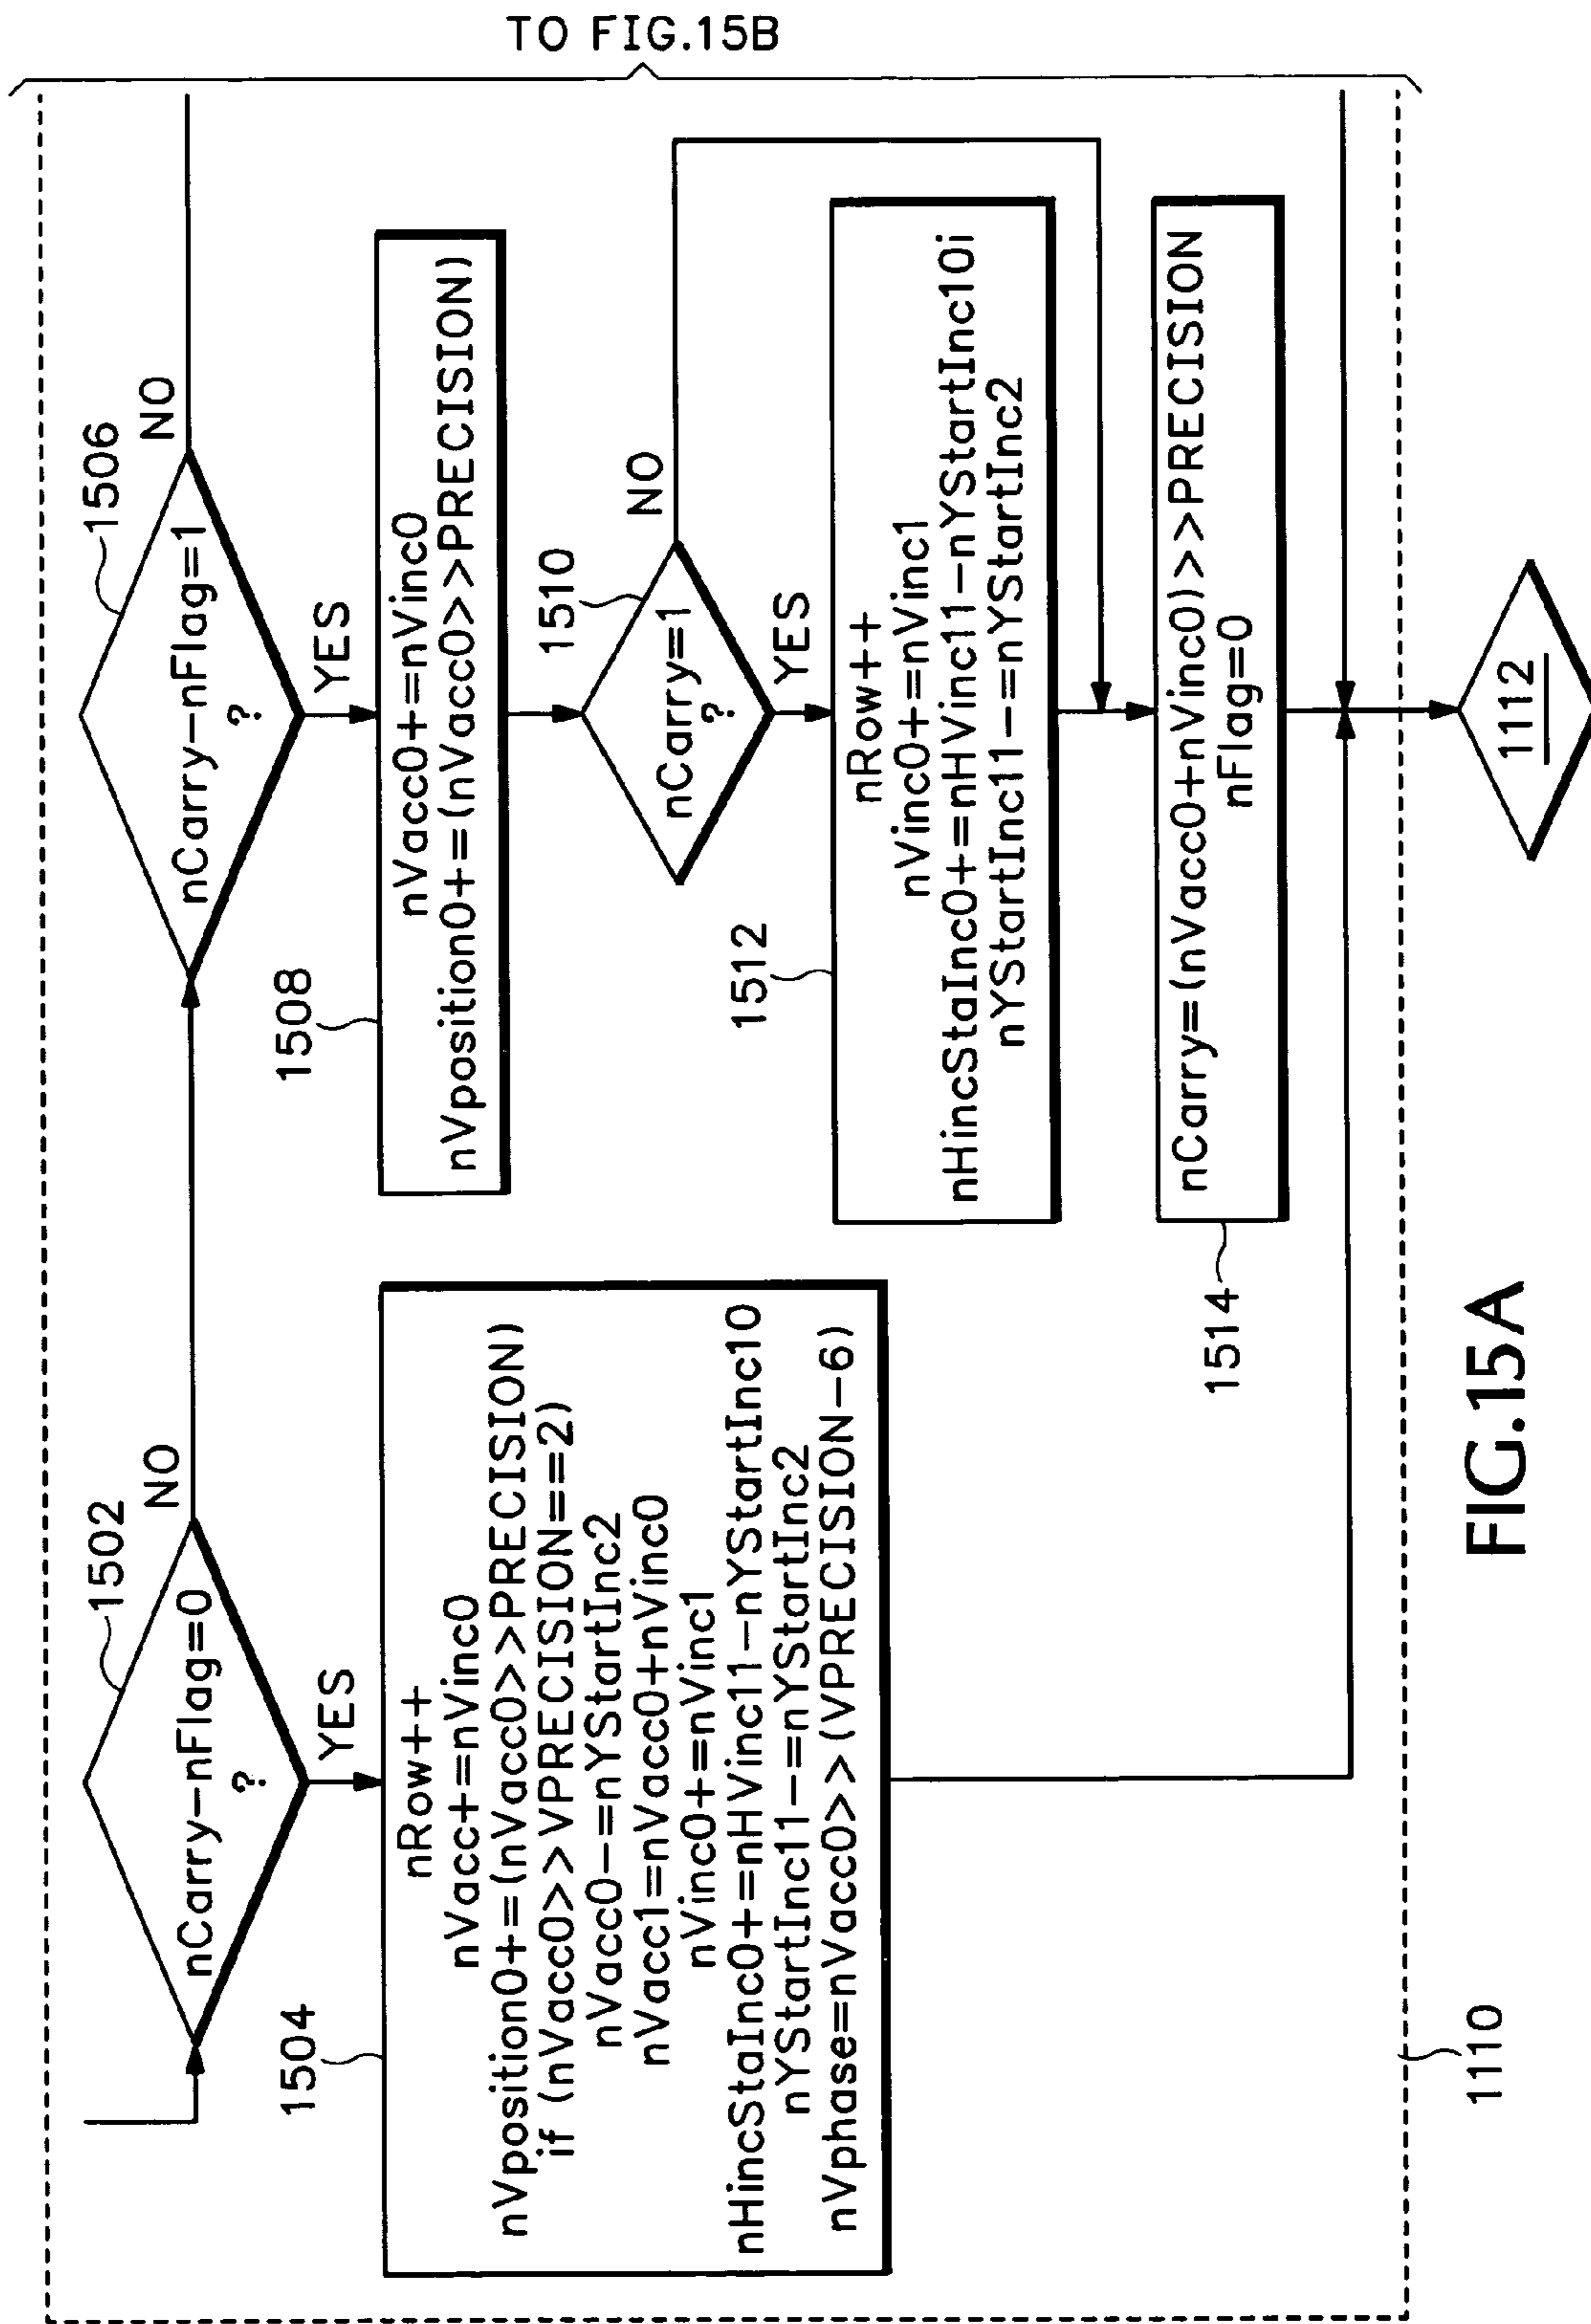 TO FIG.15B
1502
nCarry-nFlag=0
?
NO
YES
1504
nRow++
nVacc+=nVinc0
nVposition0+=(nVacc0>>PRECISION)
if (nVacc0>>VPRECISION==2)
nVacc0-=nYStartInc2
nVacc1=nVacc0+nVinc0
nVinc0+=nVinc1
nHincStaInc0+=nHVinc11-nYStartInc10
nYStartInc11-=nYStartInc2
nVphase=nVacc0>>(VPRECISION-6)
1506
nCarry-nFlag=1
?
NO
YES
1508
nVacc0+=nVinc0
nVposition0+=(nVacc0>>PRECISION)
1510
nCarry=1
?
NO
YES
1512
nRow++
nVinc0+=nVinc1
nHincStaInc0+=nHVinc11-nYStartInc10i
nYStartInc11-=nYStartInc2
1514
nCarry=(nVacc0+nVinc0)>>PRECISION
nFlag=0
1112
1110
FIG.15A